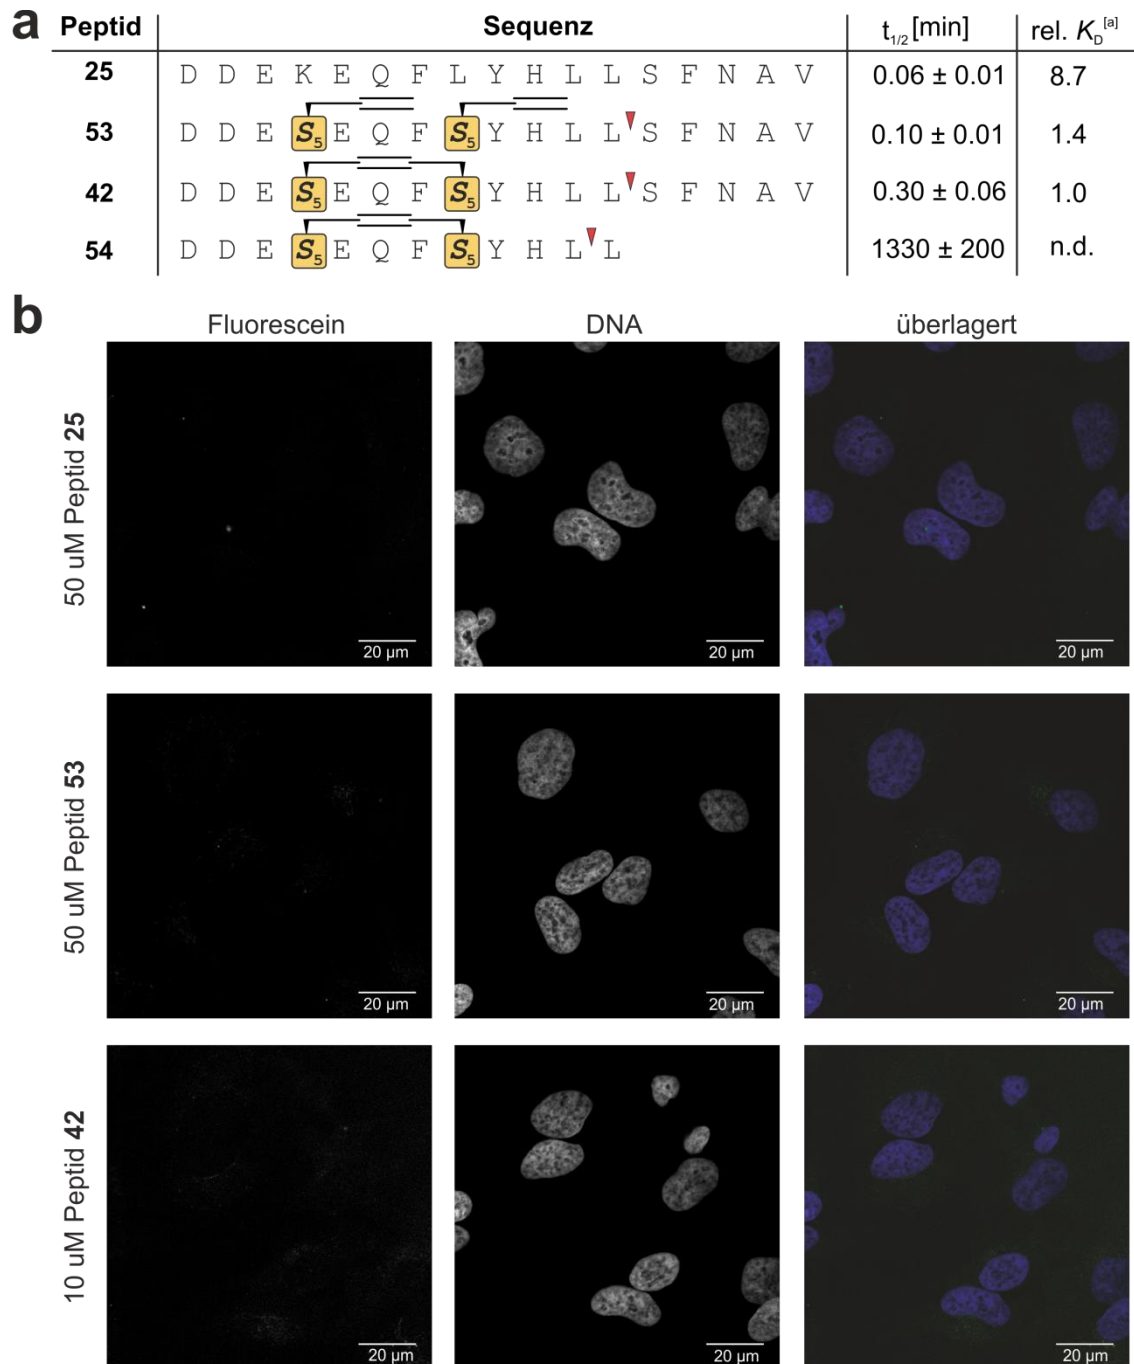 a
Peptid Sequenz t1/2 [min] rel. KD[a]
25 D D E K E Q F L Y H L L S F N A V 0.06 ± 0.01 8.7
53 D D E S5 E Q F S5 Y H L L S F N A V 0.10 ± 0.01 1.4
42 D D E S5 E Q F S5 Y H L L S F N A V 0.30 ± 0.06 1.0
54 D D E S5 E Q F S5 Y H L L 1330 ± 200 n.d.
b
Fluorescein DNA überlagert
50 uM Peptid 25
20 µm 20 µm 20 µm
50 uM Peptid 53
20 µm 20 µm 20 µm
10 uM Peptid 42
20 µm 20 µm 20 µm